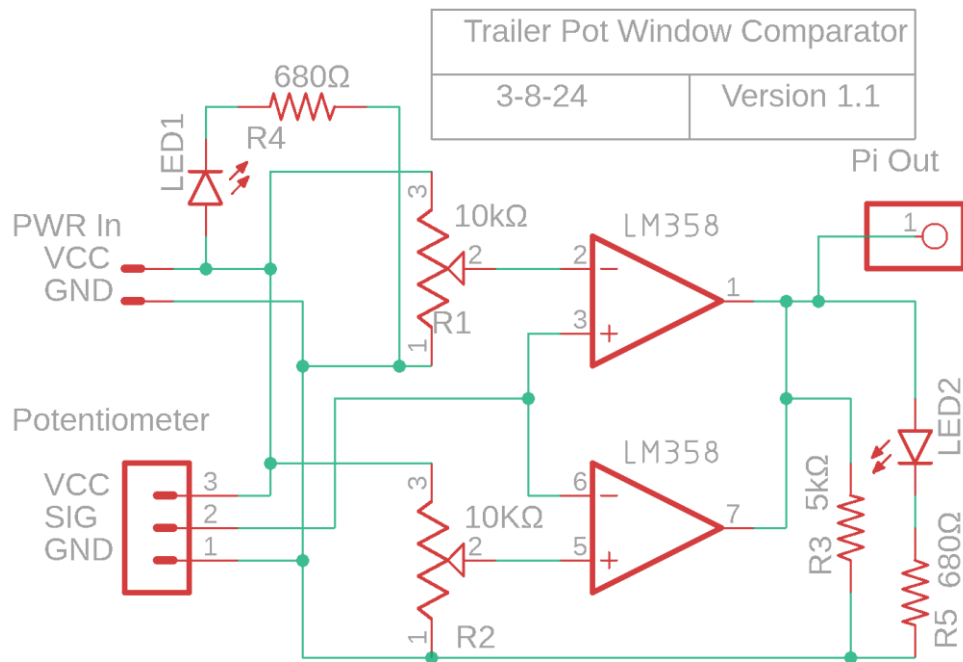 Trailer Pot Window Comparator
3-8-24
Version 1.1
680Ω
R4
LED1
Pi Out
1
PWR In
VCC
GND
3
10kΩ
2
R1
1
LM358
2
3
1
Potentiometer
VCC 3
SIG 2
GND 1
3
10KΩ
2
R2
1
LM358
6
5
7
5kΩ
R3
LED2
680Ω
R5